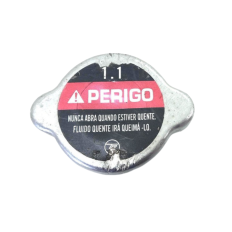 1.1
PERIGO
NUNCA ABRA QUANDO ESTIVER QUENTE.
FLUIDO QUENTE IRÁ QUEIMÁ-LO.